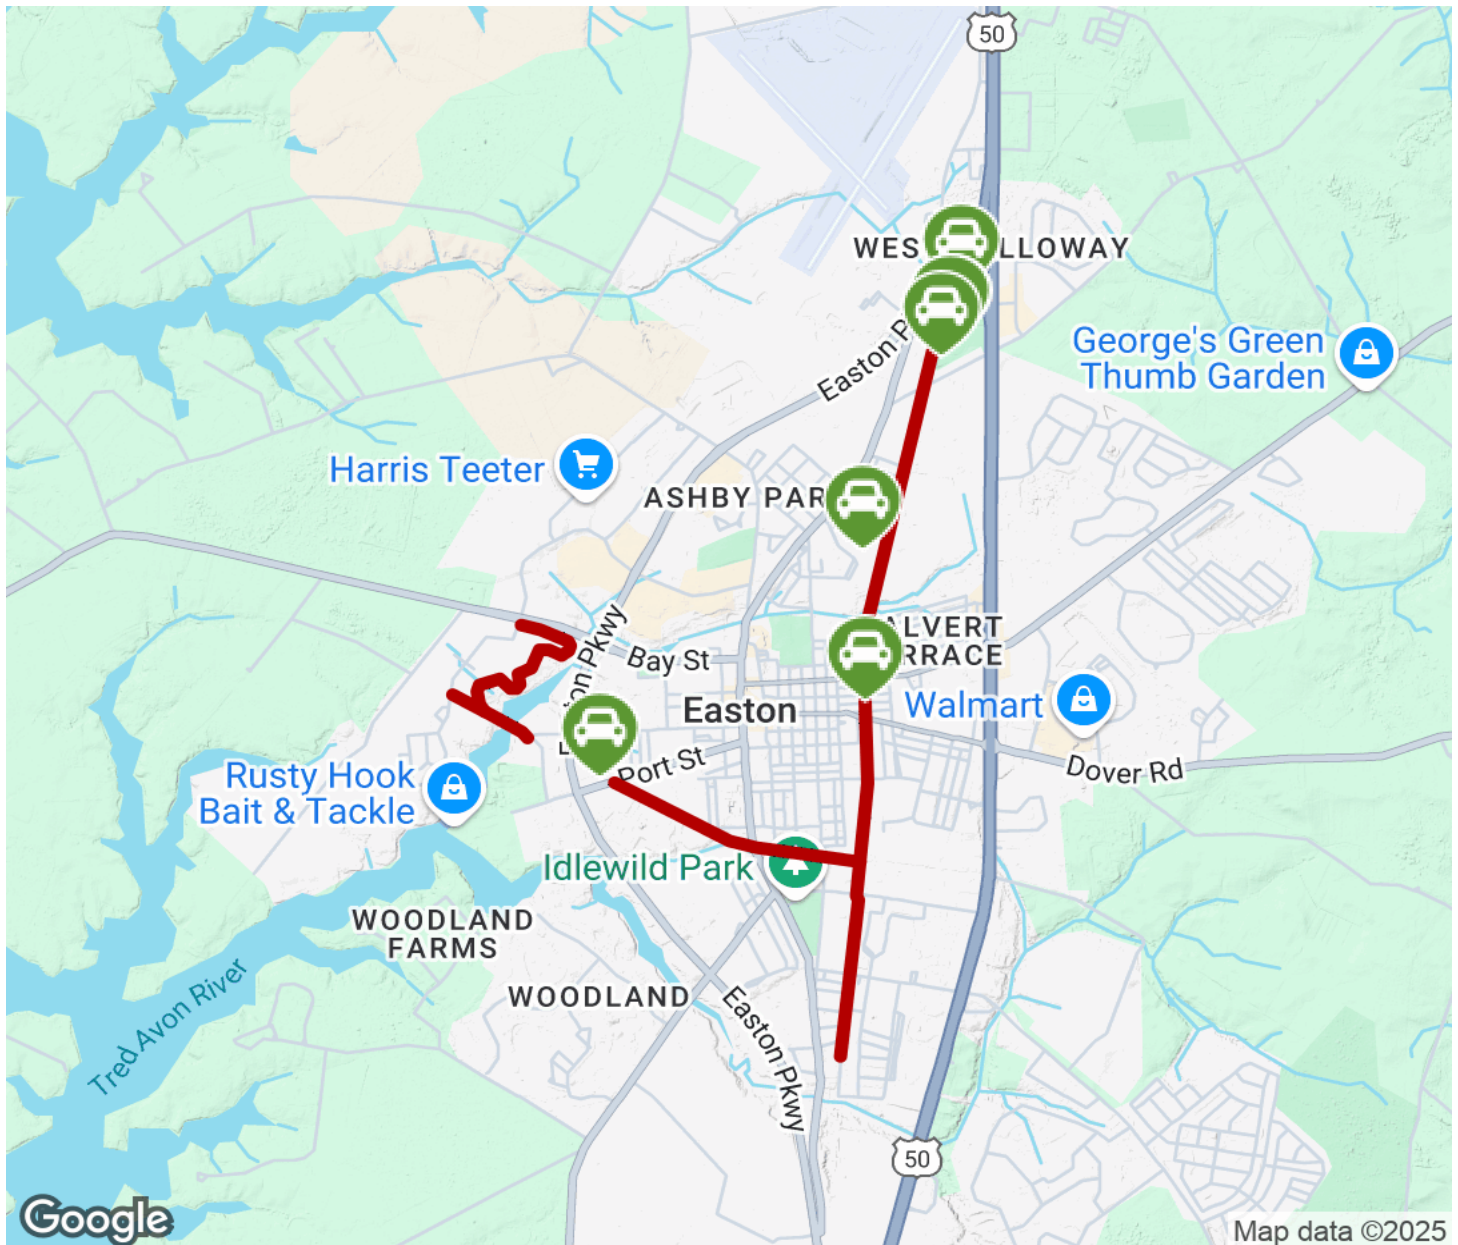 50
WES
LLOWAY
Easton P
George's Green
Thumb Garden
Harris Teeter
ASHBY PAR
ton Pkwy
Bay St
ALVERT
RRACE
Easton
Walmart
Port St
Dover Rd
Rusty Hook
Bait & Tackle
Idlewild Park
WOODLAND
FARMS
WOODLAND
Tred Avon River
Easton Pkwy
50
Google
Map data ©2025